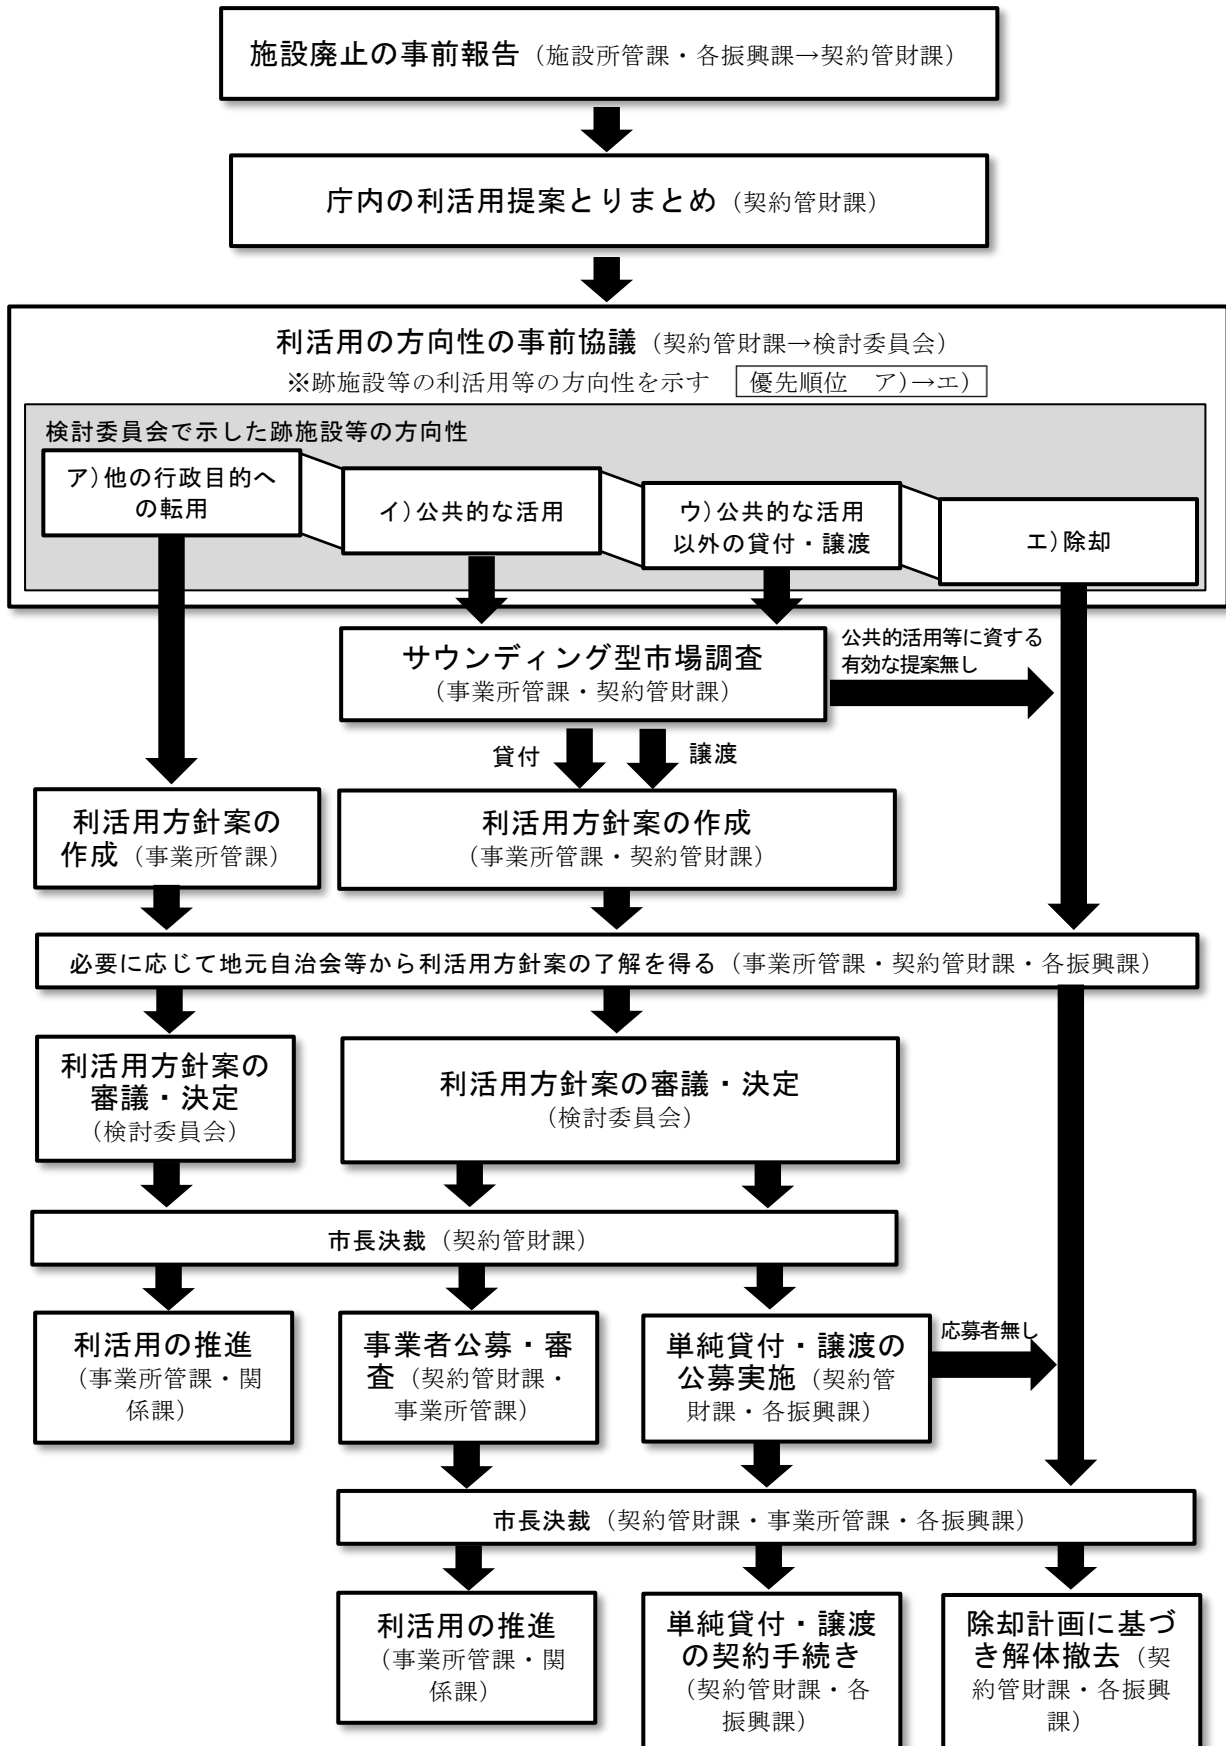 施設廃止の事前報告（施設所管課・各振興課→契約管財課）
庁内の利活用提案とりまとめ（契約管財課）
利活用の方向性の事前協議（契約管財課→検討委員会）
※跡施設等の利活用等の方向性を示す　優先順位　ア)→エ)
検討委員会で示した跡施設等の方向性
ア)他の行政目的へ
の転用
イ)公共的な活用
ウ)公共的な活用
以外の貸付・譲渡
エ)除却
サウンディング型市場調査
（事業所管課・契約管財課）
公共的活用等に資する
有効な提案無し
貸付
譲渡
利活用方針案の
作成（事業所管課）
利活用方針案の作成
（事業所管課・契約管財課）
必要に応じて地元自治会等から利活用方針案の了解を得る（事業所管課・契約管財課・各振興課）
利活用方針案の
審議・決定
（検討委員会）
利活用方針案の審議・決定
（検討委員会）
市長決裁（契約管財課）
利活用の推進
（事業所管課・関
係課）
事業者公募・審
査（契約管財課・
事業所管課）
単純貸付・譲渡の
公募実施（契約管
財課・各振興課）
応募者無し
市長決裁（契約管財課・事業所管課・各振興課）
利活用の推進
（事業所管課・関
係課）
単純貸付・譲渡
の契約手続き
（契約管財課・各
振興課）
除却計画に基づ
き解体撤去（契
約管財課・各振興
課）